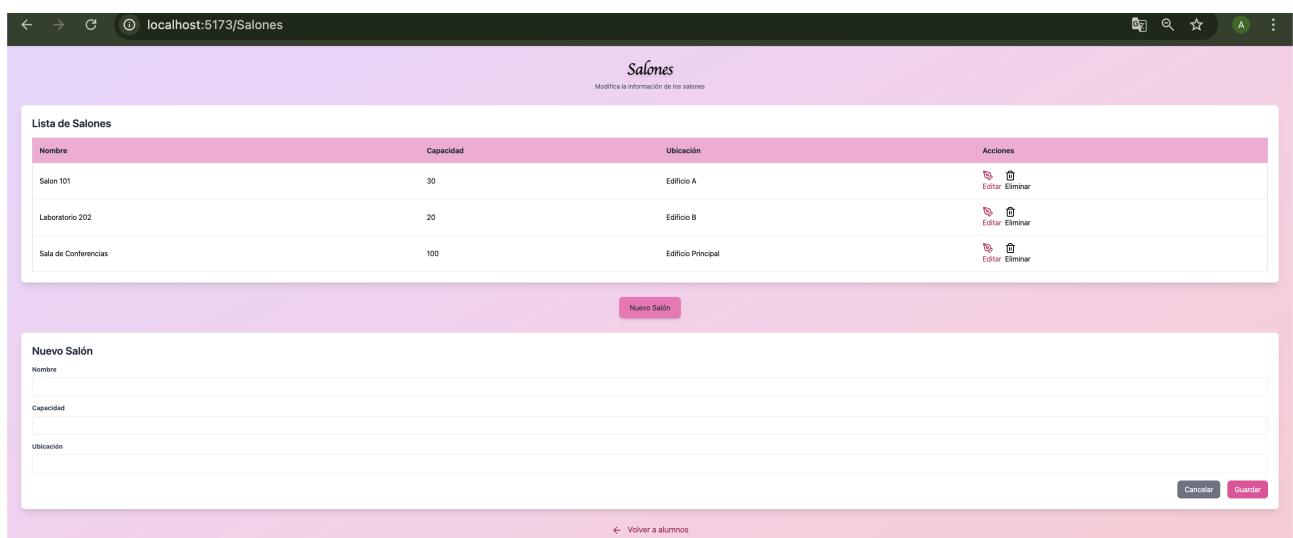 localhost:5173/Salones
A
Salones
Modifica la información de los salones
Lista de Salones
Nombre Capacidad Ubicación Acciones
Salon 101 30 Edificio A Editar Eliminar
Laboratorio 202 20 Edificio B Editar Eliminar
Sala de Conferencias 100 Edificio Principal Editar Eliminar
Nuevo Salón
Nuevo Salón
Nombre
Capacidad
Ubicación
Cancelar Guardar
← Volver a alumnos